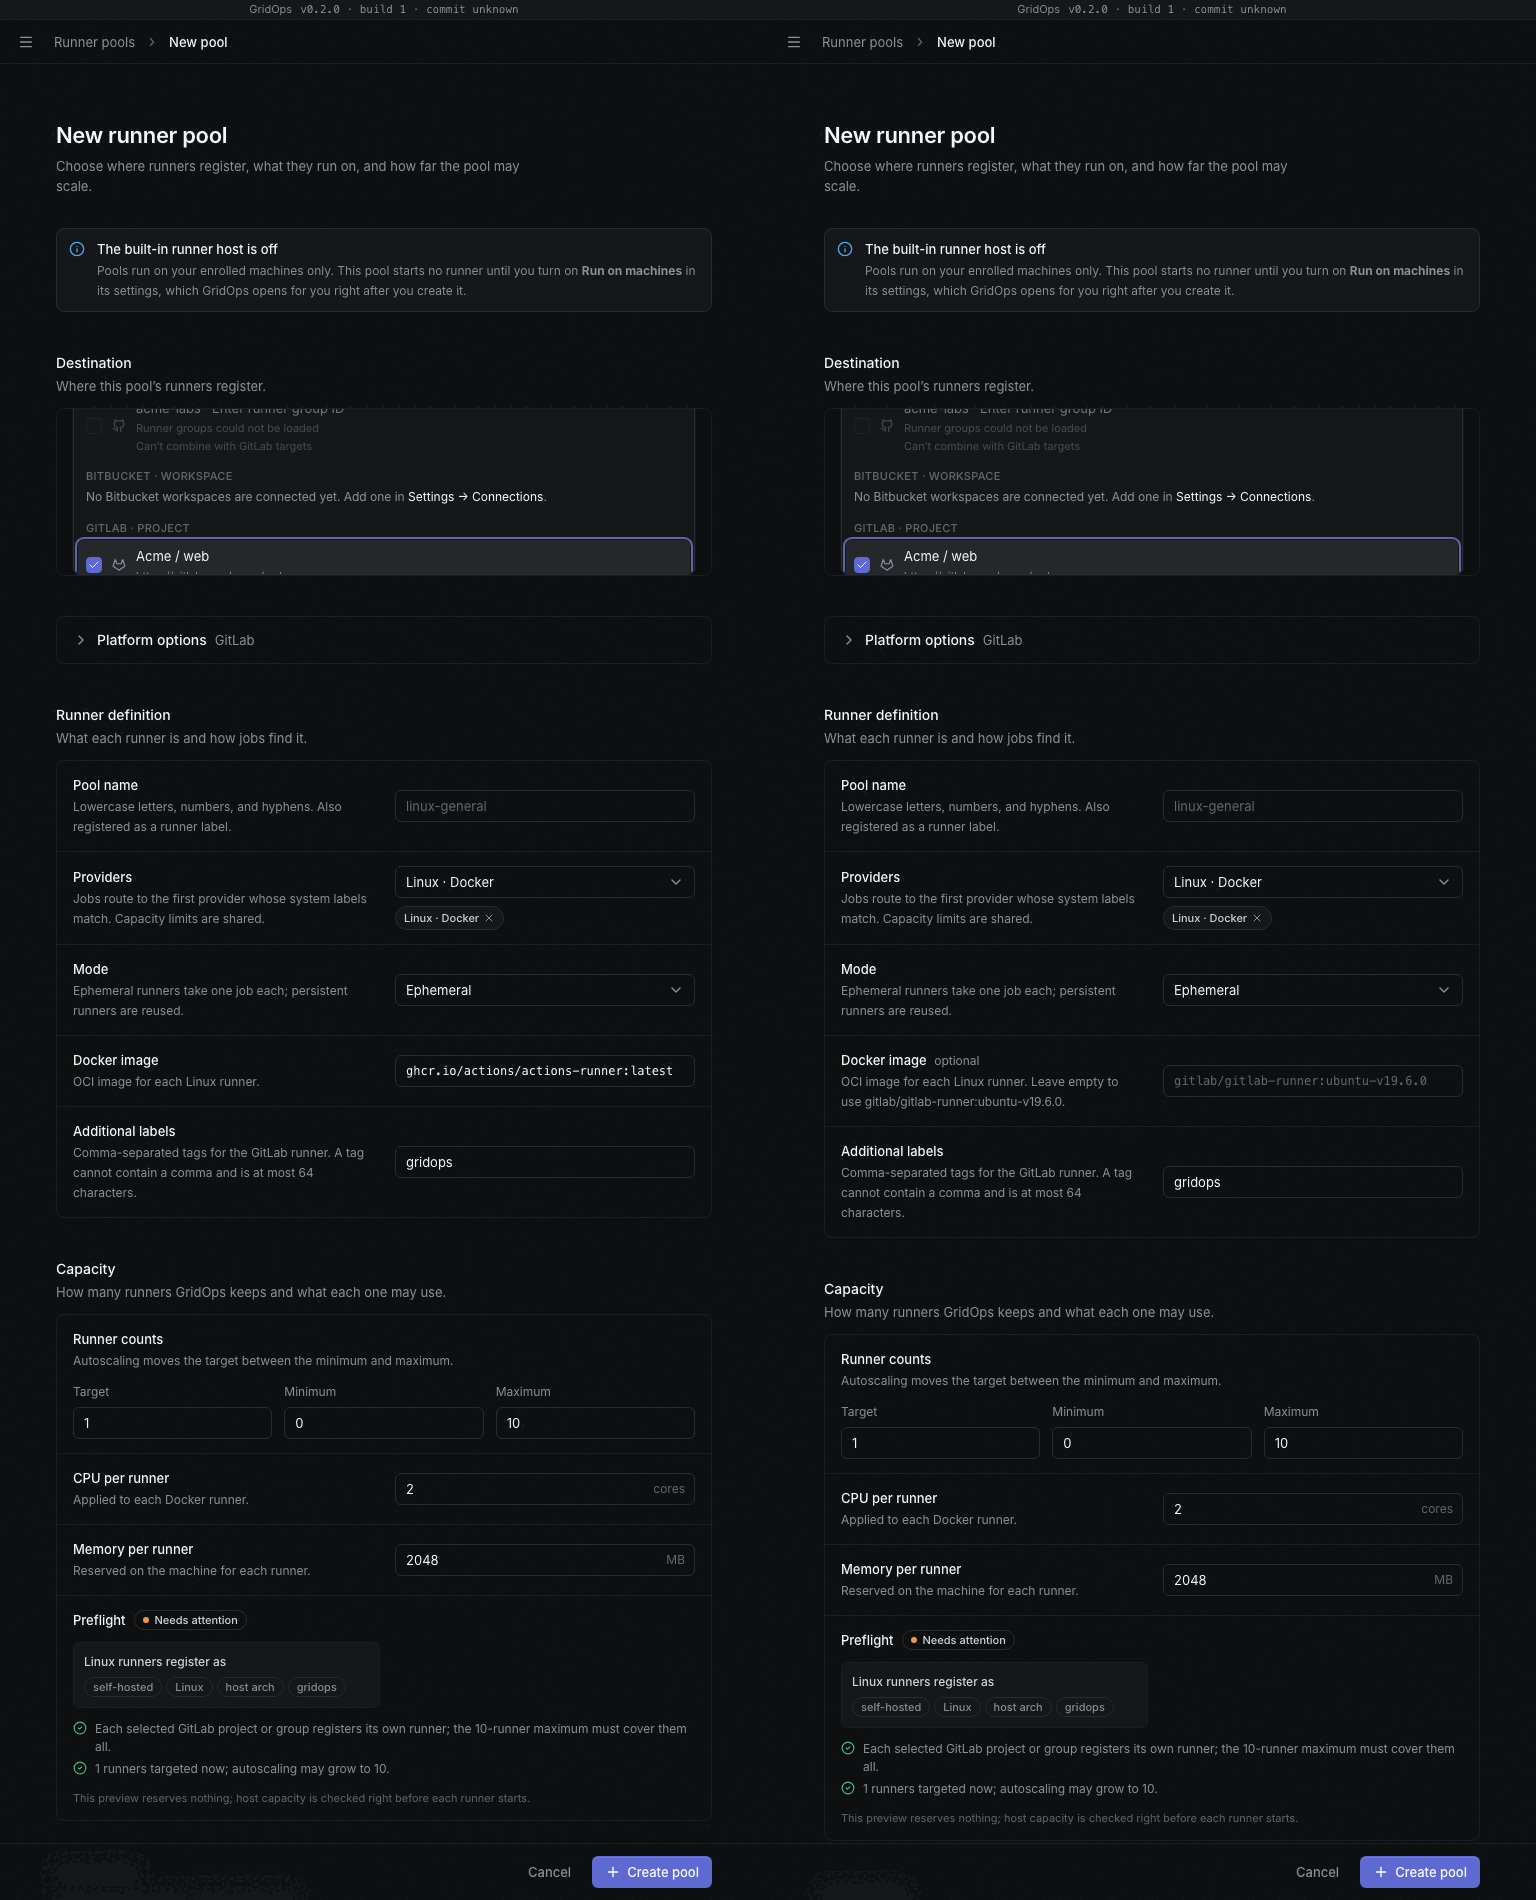 GridOps v0.2.0 · build 1 · commit unknown
Runner pools
New pool
New runner pool
Choose where runners register, what they run on, and how far the pool may
scale.
The built-in runner host is off
Pools run on your enrolled machines only. This pool starts no runner until you turn on Run on machines in
its settings, which GridOps opens for you right after you create it.
Destination
Where this pool’s runners register.
acme-labs · Enter runner group ID
Runner groups could not be loaded
Can't combine with GitLab targets
BITBUCKET · WORKSPACE
No Bitbucket workspaces are connected yet. Add one in Settings → Connections.
GITLAB · PROJECT
Acme / web
Platform options GitLab
Runner definition
What each runner is and how jobs find it.
Pool name
Lowercase letters, numbers, and hyphens. Also
registered as a runner label.
linux-general
Providers
Jobs route to the first provider whose system labels
match. Capacity limits are shared.
Linux · Docker
Linux · Docker
Mode
Ephemeral runners take one job each; persistent
runners are reused.
Ephemeral
Docker image
OCI image for each Linux runner.
ghcr.io/actions/actions-runner:latest
Additional labels
Comma-separated tags for the GitLab runner. A tag
cannot contain a comma and is at most 64
characters.
gridops
Capacity
How many runners GridOps keeps and what each one may use.
Runner counts
Autoscaling moves the target between the minimum and maximum.
Target
Minimum
Maximum
1
0
10
CPU per runner
Applied to each Docker runner.
2
cores
Memory per runner
Reserved on the machine for each runner.
2048
MB
Preflight
Needs attention
Linux runners register as
self-hosted
Linux
host arch
gridops
Each selected GitLab project or group registers its own runner; the 10-runner maximum must cover them
all.
1 runners targeted now; autoscaling may grow to 10.
This preview reserves nothing; host capacity is checked right before each runner starts.
Cancel
Create pool
GridOps v0.2.0 · build 1 · commit unknown
Runner pools
New pool
New runner pool
Choose where runners register, what they run on, and how far the pool may
scale.
The built-in runner host is off
Pools run on your enrolled machines only. This pool starts no runner until you turn on Run on machines in
its settings, which GridOps opens for you right after you create it.
Destination
Where this pool’s runners register.
acme-labs · Enter runner group ID
Runner groups could not be loaded
Can't combine with GitLab targets
BITBUCKET · WORKSPACE
No Bitbucket workspaces are connected yet. Add one in Settings → Connections.
GITLAB · PROJECT
Acme / web
Platform options GitLab
Runner definition
What each runner is and how jobs find it.
Pool name
Lowercase letters, numbers, and hyphens. Also
registered as a runner label.
linux-general
Providers
Jobs route to the first provider whose system labels
match. Capacity limits are shared.
Linux · Docker
Linux · Docker
Mode
Ephemeral runners take one job each; persistent
runners are reused.
Ephemeral
Docker image optional
OCI image for each Linux runner. Leave empty to
use gitlab/gitlab-runner:ubuntu-v19.6.0.
gitlab/gitlab-runner:ubuntu-v19.6.0
Additional labels
Comma-separated tags for the GitLab runner. A tag
cannot contain a comma and is at most 64
characters.
gridops
Capacity
How many runners GridOps keeps and what each one may use.
Runner counts
Autoscaling moves the target between the minimum and maximum.
Target
Minimum
Maximum
1
0
10
CPU per runner
Applied to each Docker runner.
2
cores
Memory per runner
Reserved on the machine for each runner.
2048
MB
Preflight
Needs attention
Linux runners register as
self-hosted
Linux
host arch
gridops
Each selected GitLab project or group registers its own runner; the 10-runner maximum must cover them
all.
1 runners targeted now; autoscaling may grow to 10.
This preview reserves nothing; host capacity is checked right before each runner starts.
Cancel
Create pool